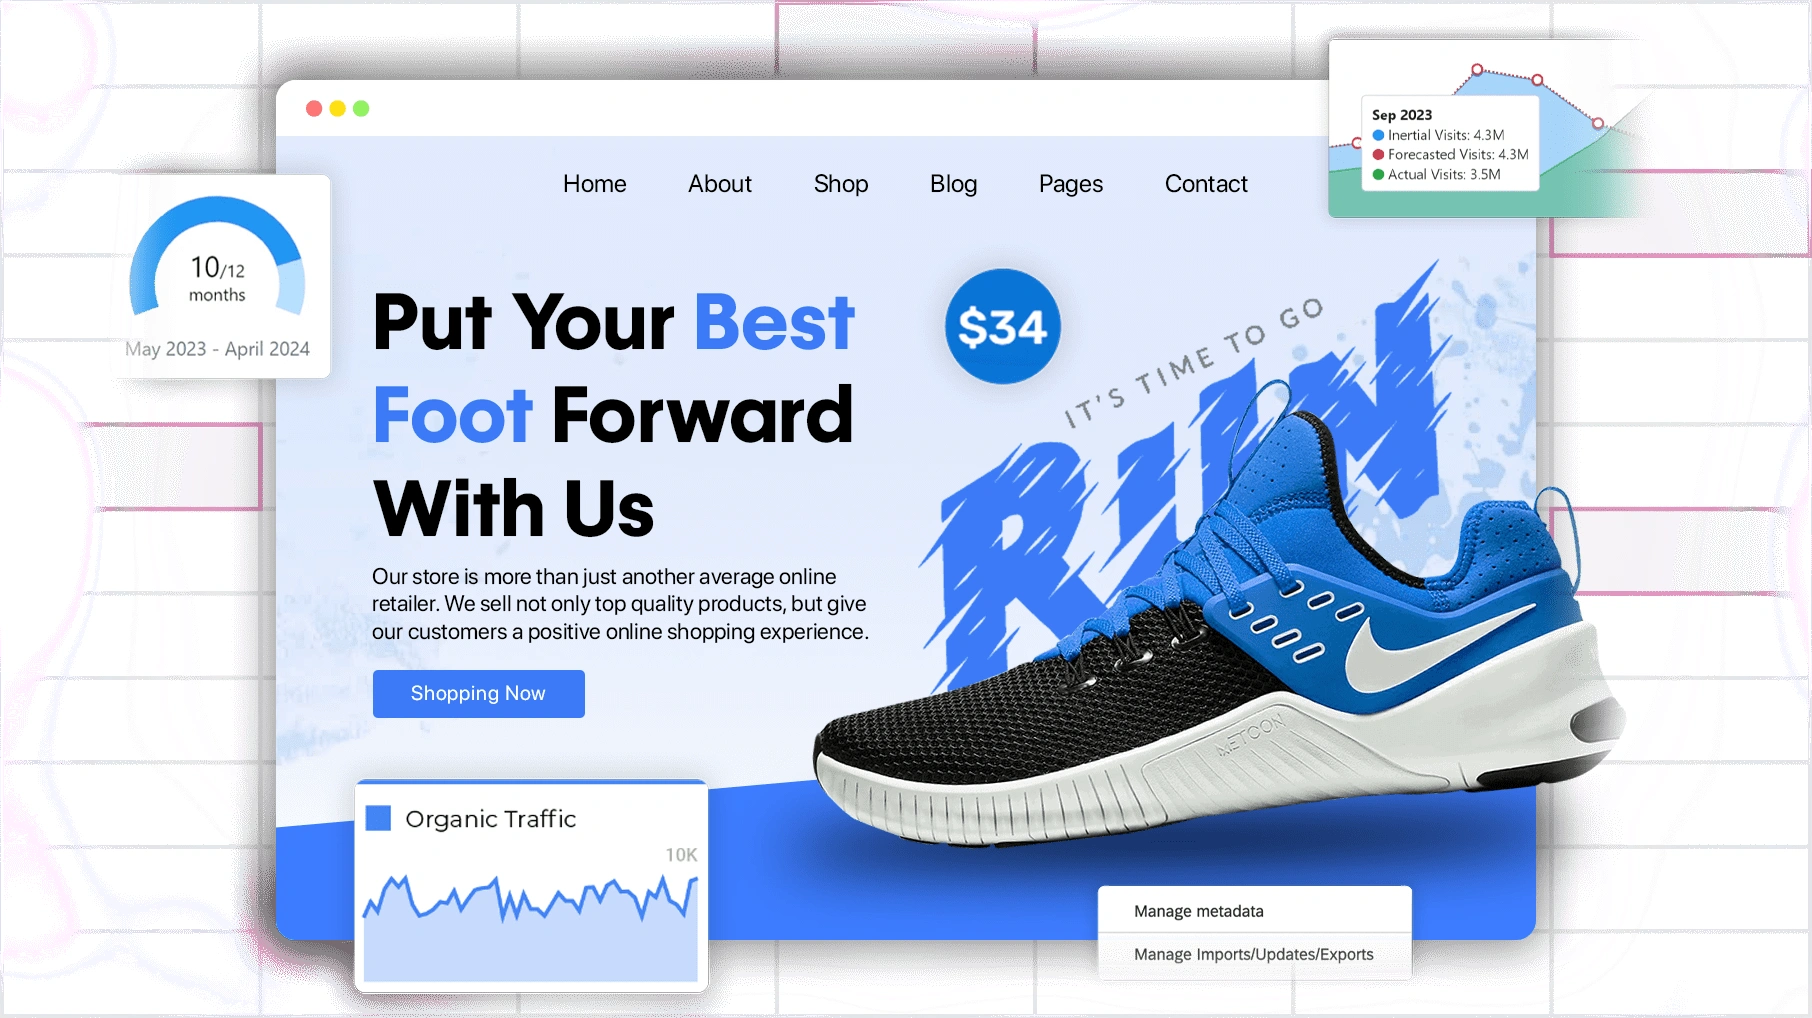 Sep 2023
Inertial Visits: 4.3M
Forecasted Visits: 4.3M
Actual Visits: 3.5M
Home About Shop Blog Pages Contact
10/12
months
May 2023 - April 2024
Put Your Best
Foot Forward
With Us
$34
IT'S TIME TO GO
RUN
Our store is more than just another average online
retailer. We sell not only top quality products, but give
our customers a positive online shopping experience.
Shopping Now
METCON
Organic Traffic
10K
Manage metadata
Manage Imports/Updates/Exports